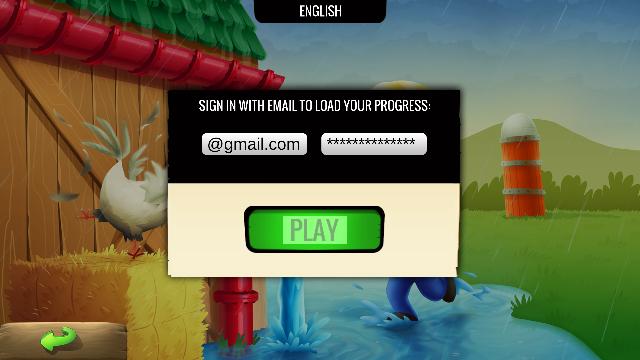 ENGLISH
SIGN IN WITH EMAIL TO LOAD YOUR PROGRESS:
@gmail.com **************
PLAY